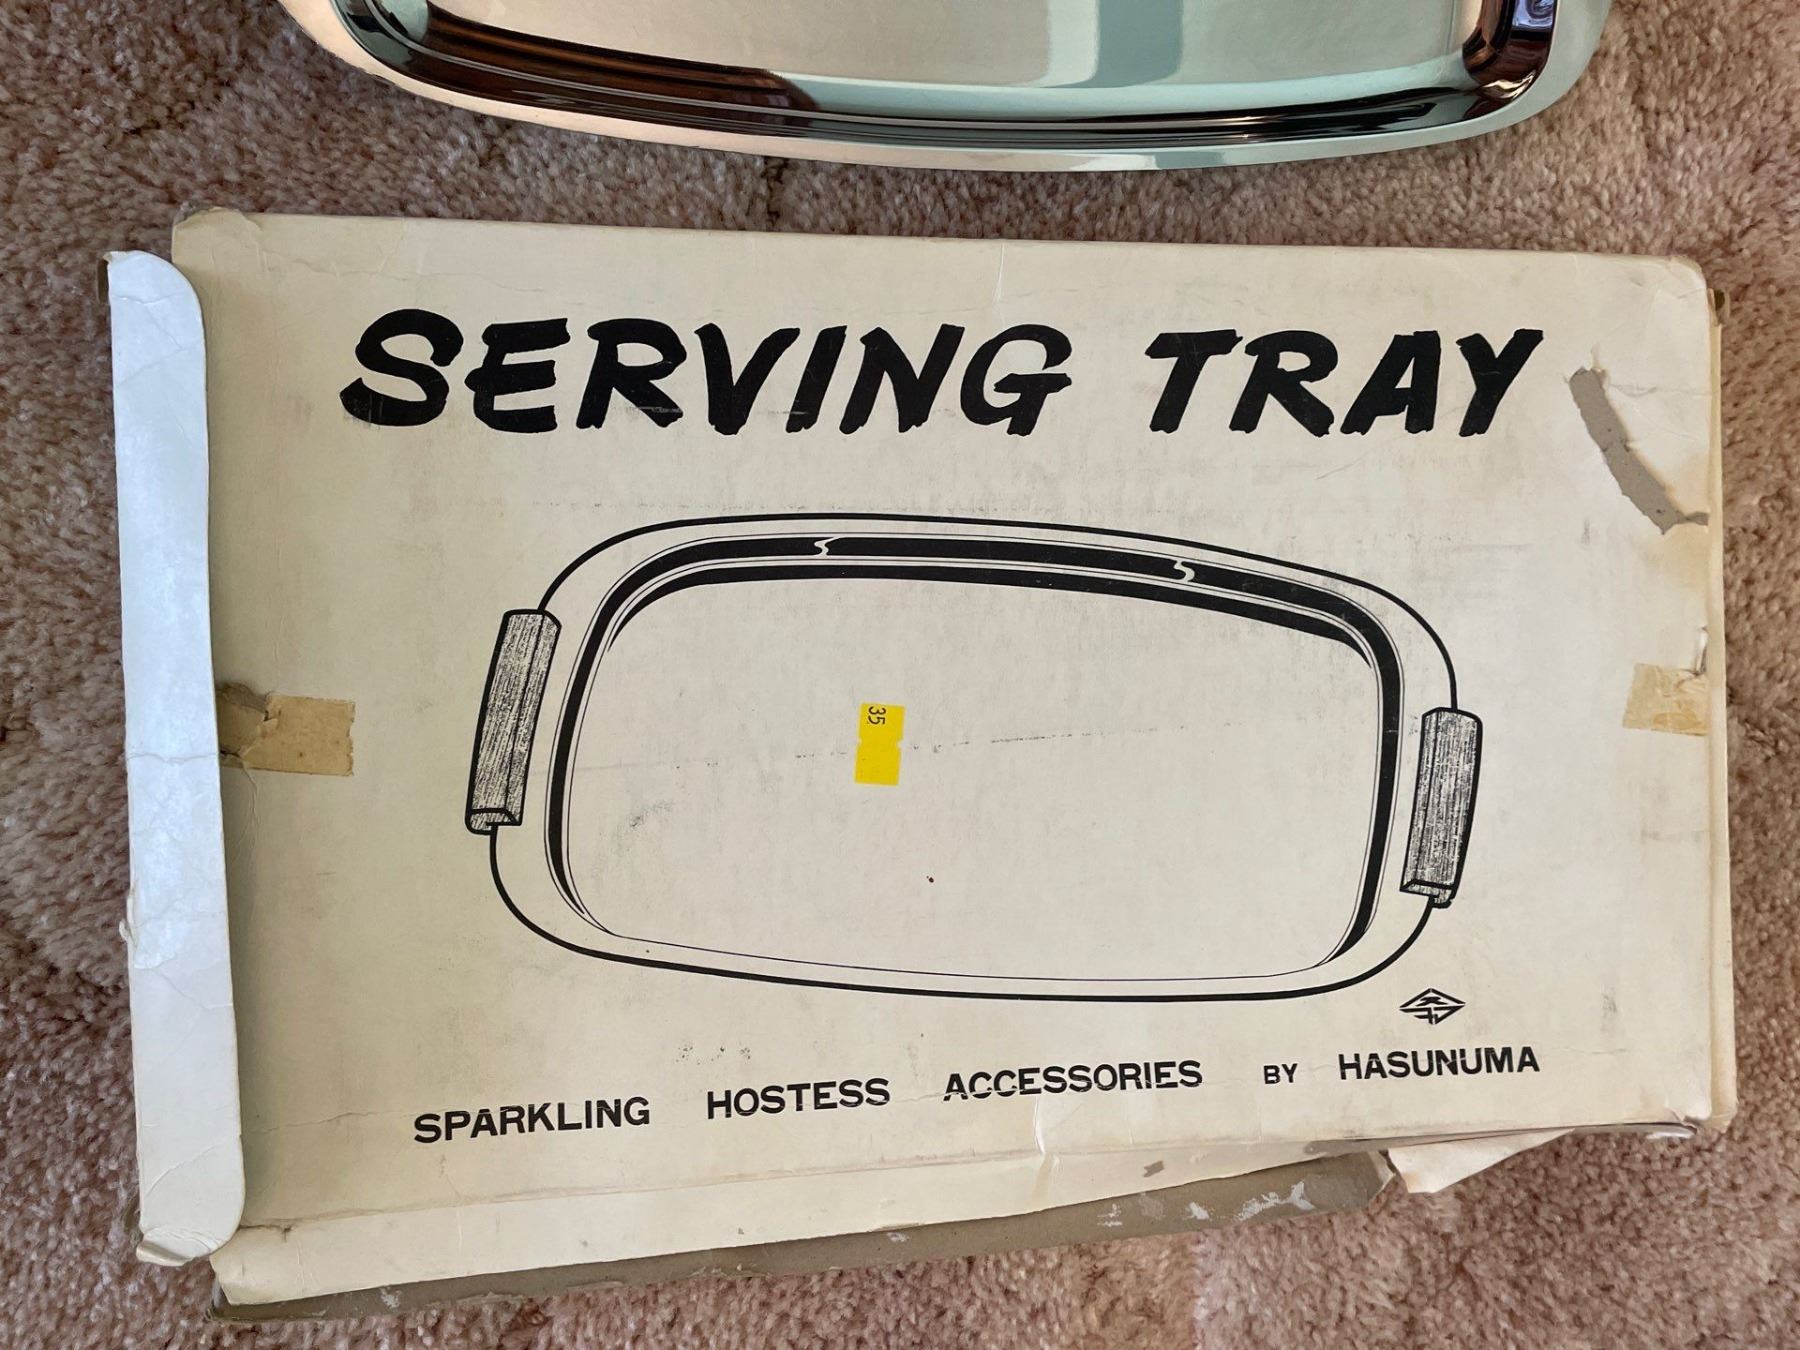 SERVING TRAY
35
SPARKLING HOSTESS ACCESSORIES BY HASUNUMA